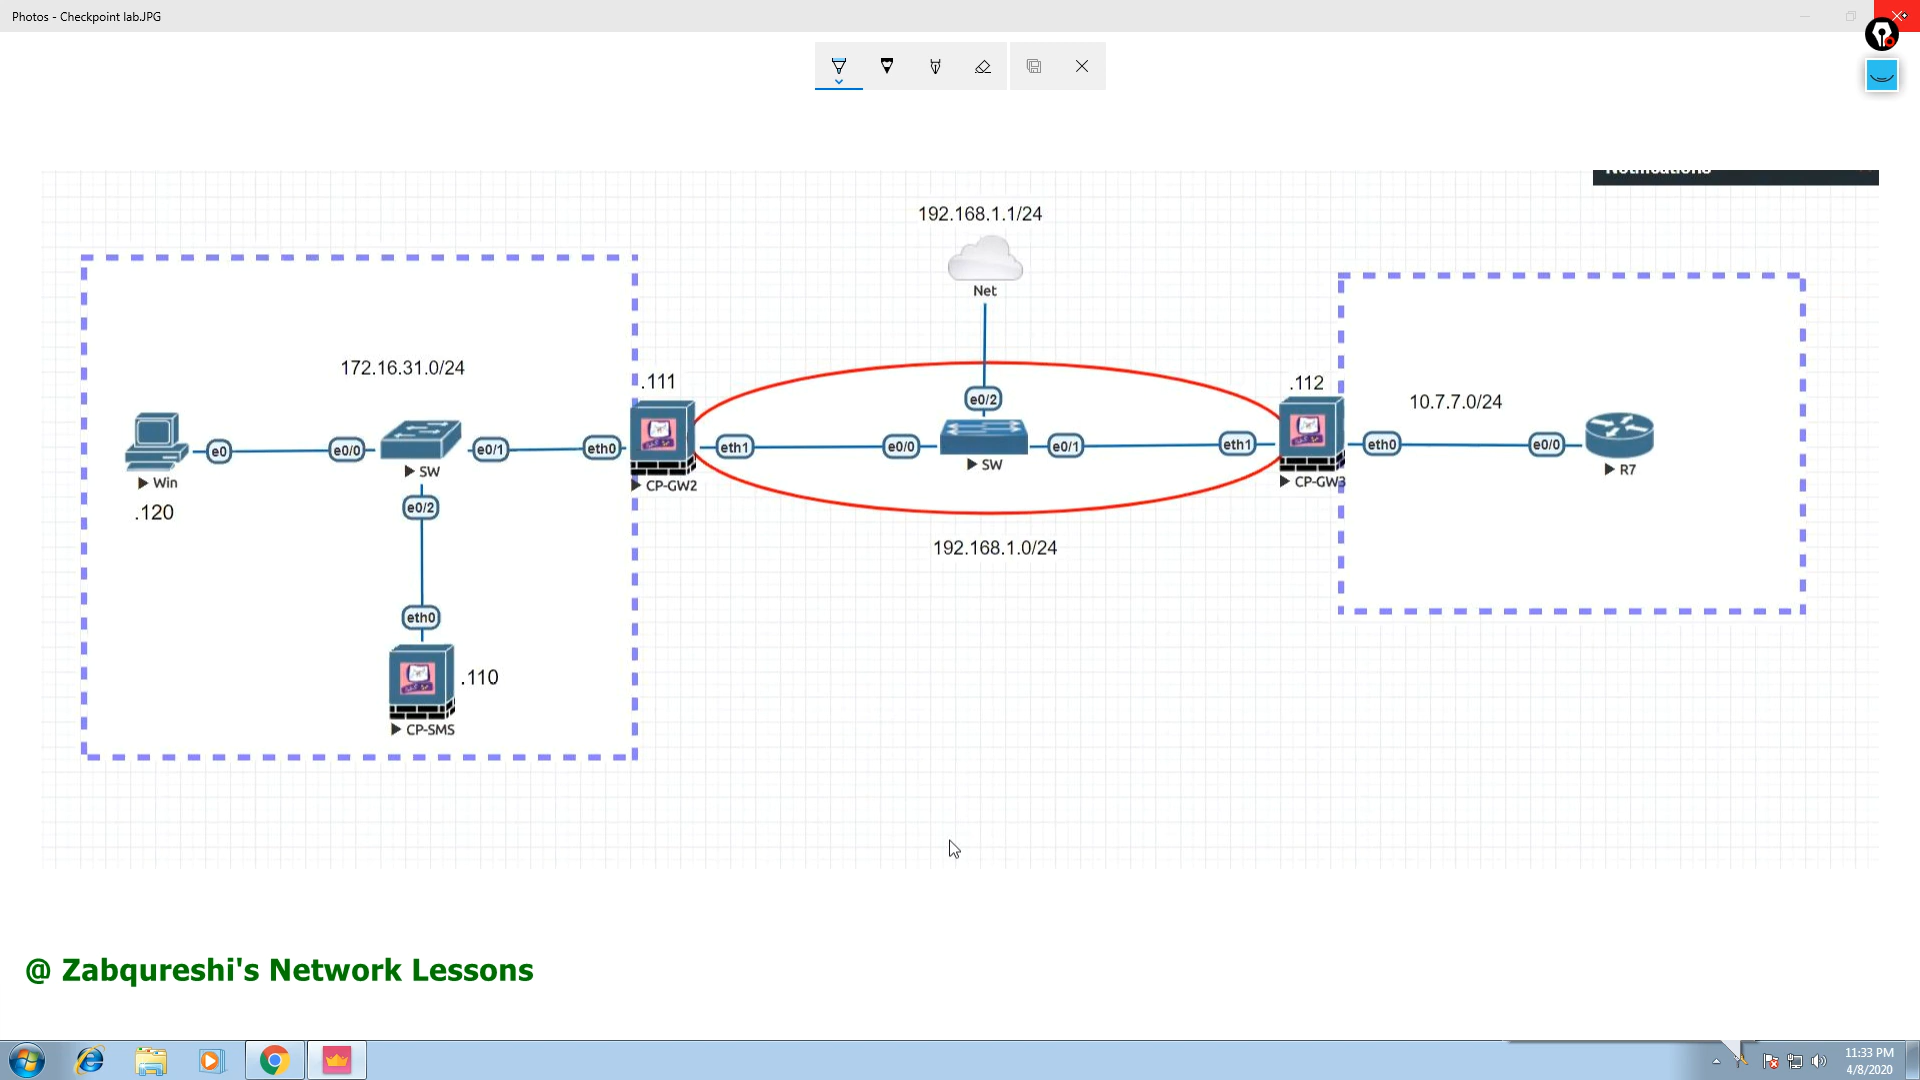 Photos - Checkpoint lab.JPG
192.168.1.1/24
Net
172.16.31.0/24
.111
.112
10.7.7.0/24
e0/2
e0
e0/0
e0/1
eth0
eth1
e0/0
e0/1
eth1
eth0
e0/0
SW
SW
R7
Win
CP-GW2
CP-GW3
.120
e0/2
192.168.1.0/24
eth0
.110
CP-SMS
@ Zabqureshi's Network Lessons
11:33 PM
4/8/2020